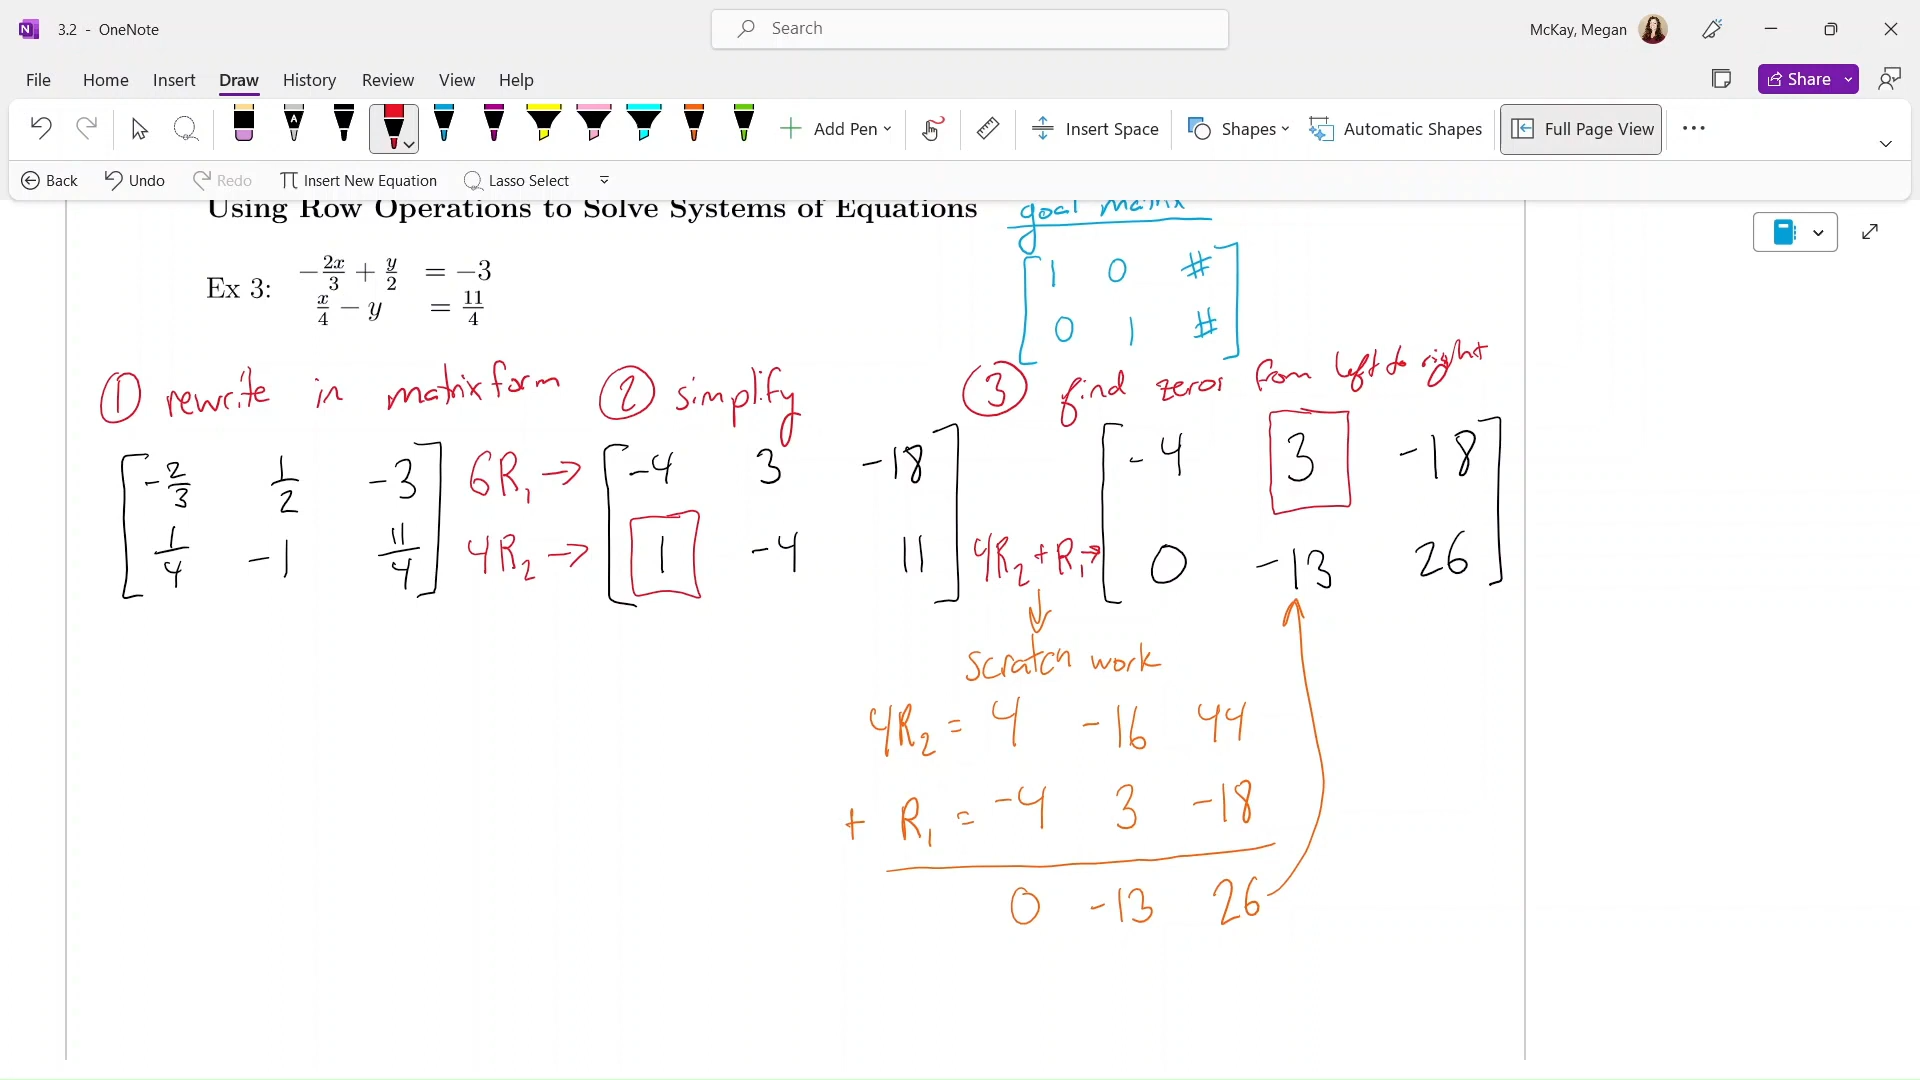 3.2 - OneNote
Search
McKay, Megan
File Home Insert Draw History Review View Help
Share
A
Add Pen
Insert Space
Shapes
Automatic Shapes
Full Page View
Back Undo Redo π Insert New Equation Lasso Select
Using Row Operations to Solve Systems of Equations
goal matrix
Ex 3: -2x/3 + y/2 = -3
x/4 - y = 11/4
[1 0 #
0 1 #]
① rewrite in matrix form ② simplify ③ find zeros from left to right
[-2/3 1/2 -3] 6R₁ → [-4 3 -18] [-4 3 -18]
[1/4 -1 11/4] 4R₂ → [1 -4 11] 4R₂ + R₁ → [0 -13 26]
scratch work
4R₂ = 4 -16 44
+ R₁ = -4 3 -18
0 -13 26